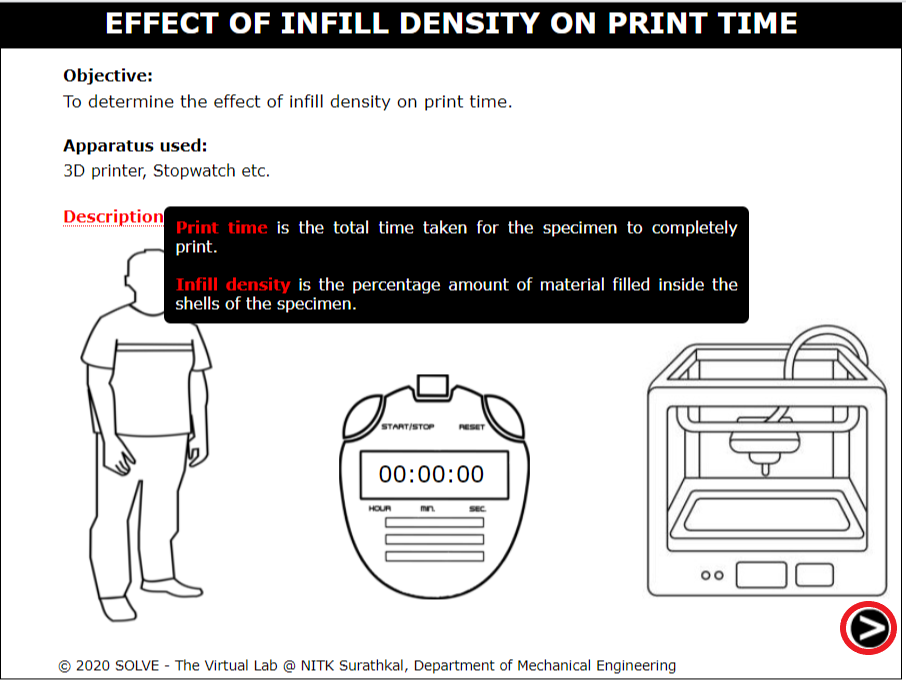 EFFECT OF INFILL DENSITY ON PRINT TIME
Objective:
To determine the effect of infill density on print time.
Apparatus used:
3D printer, Stopwatch etc.
Description
Print time is the total time taken for the specimen to completely
print.
Infill density is the percentage amount of material filled inside the
shells of the specimen.
START/STOP RESET
00:00:00
HOUR MIN. SEC.
>
© 2020 SOLVE - The Virtual Lab @ NITK Surathkal, Department of Mechanical Engineering